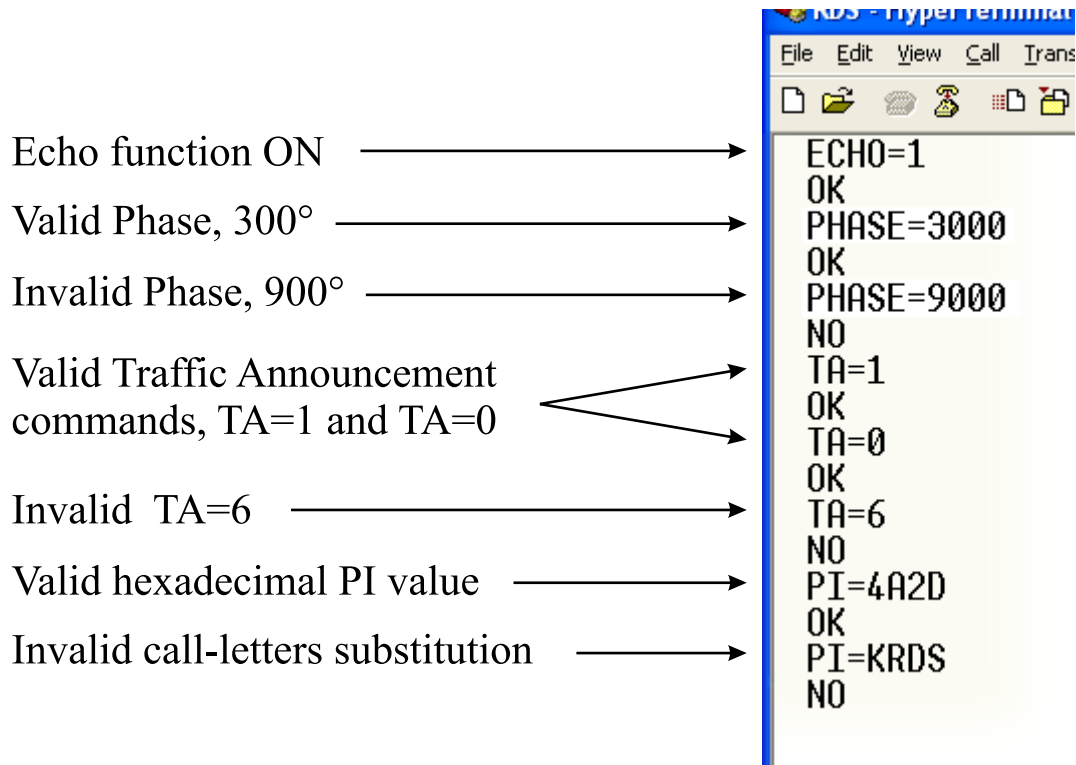 RDS - HyperTerminal
File Edit View Call Trans
Echo function ON
ECHO=1
OK
Valid Phase, 300°
PHASE=3000
OK
Invalid Phase, 900°
PHASE=9000
NO
Valid Traffic Announcement
commands, TA=1 and TA=0
TA=1
OK
TA=0
OK
Invalid TA=6
TA=6
NO
Valid hexadecimal PI value
PI=4A2D
OK
Invalid call-letters substitution
PI=KRDS
NO